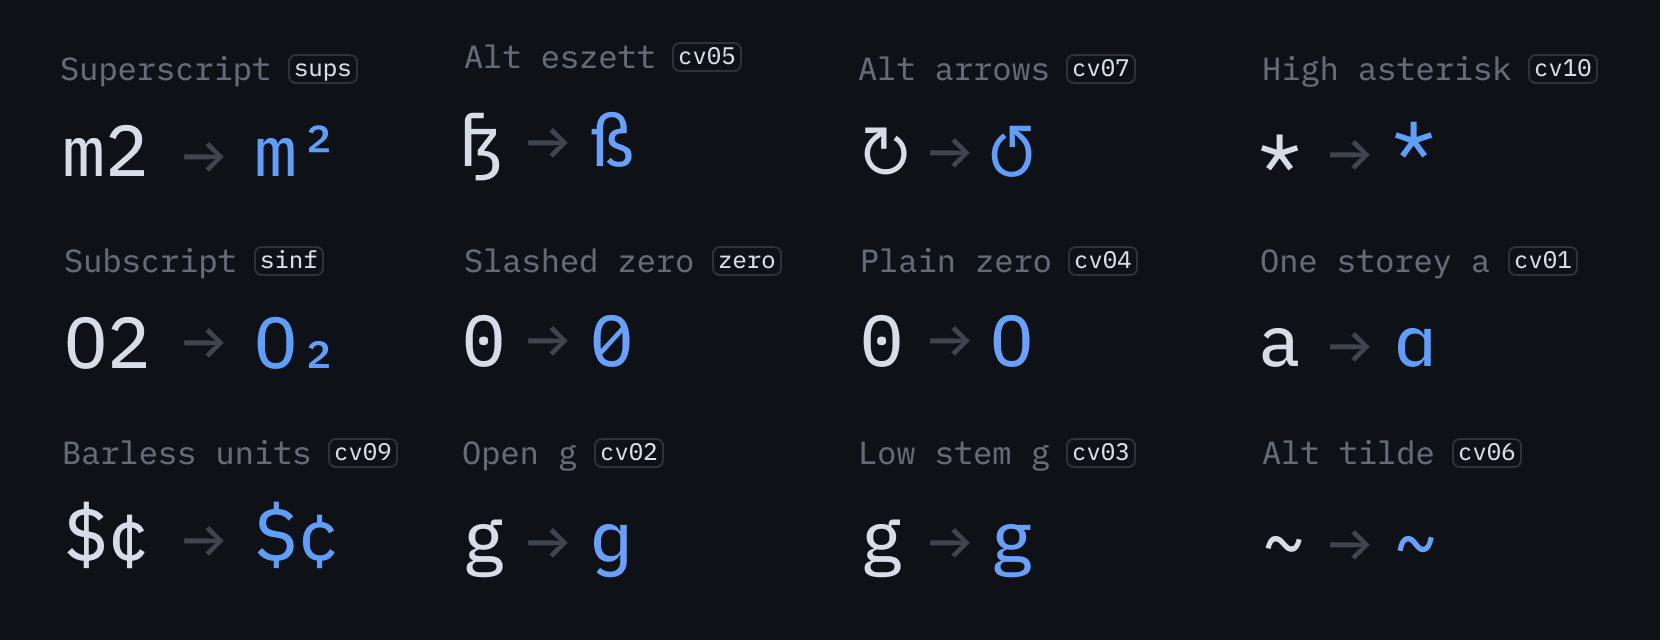 Superscript sups
m2 → m²
Alt eszett cv05
ß → ß
Alt arrows cv07
↻ → ↺
High asterisk cv10
* → *
Subscript sinf
O2 → O₂
Slashed zero zero
0 → 0
Plain zero cv04
0 → 0
One storey a cv01
a → a
Barless units cv09
$¢ → $¢
Open g cv02
g → g
Low stem g cv03
g → g
Alt tilde cv06
~ → ~